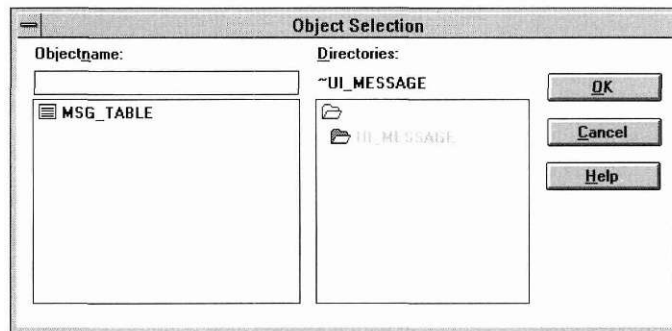 Object Selection
Objectname:
Directories:
~UI_MESSAGE
OK
MSG_TABLE
UI_MESSAGE
Cancel
Help